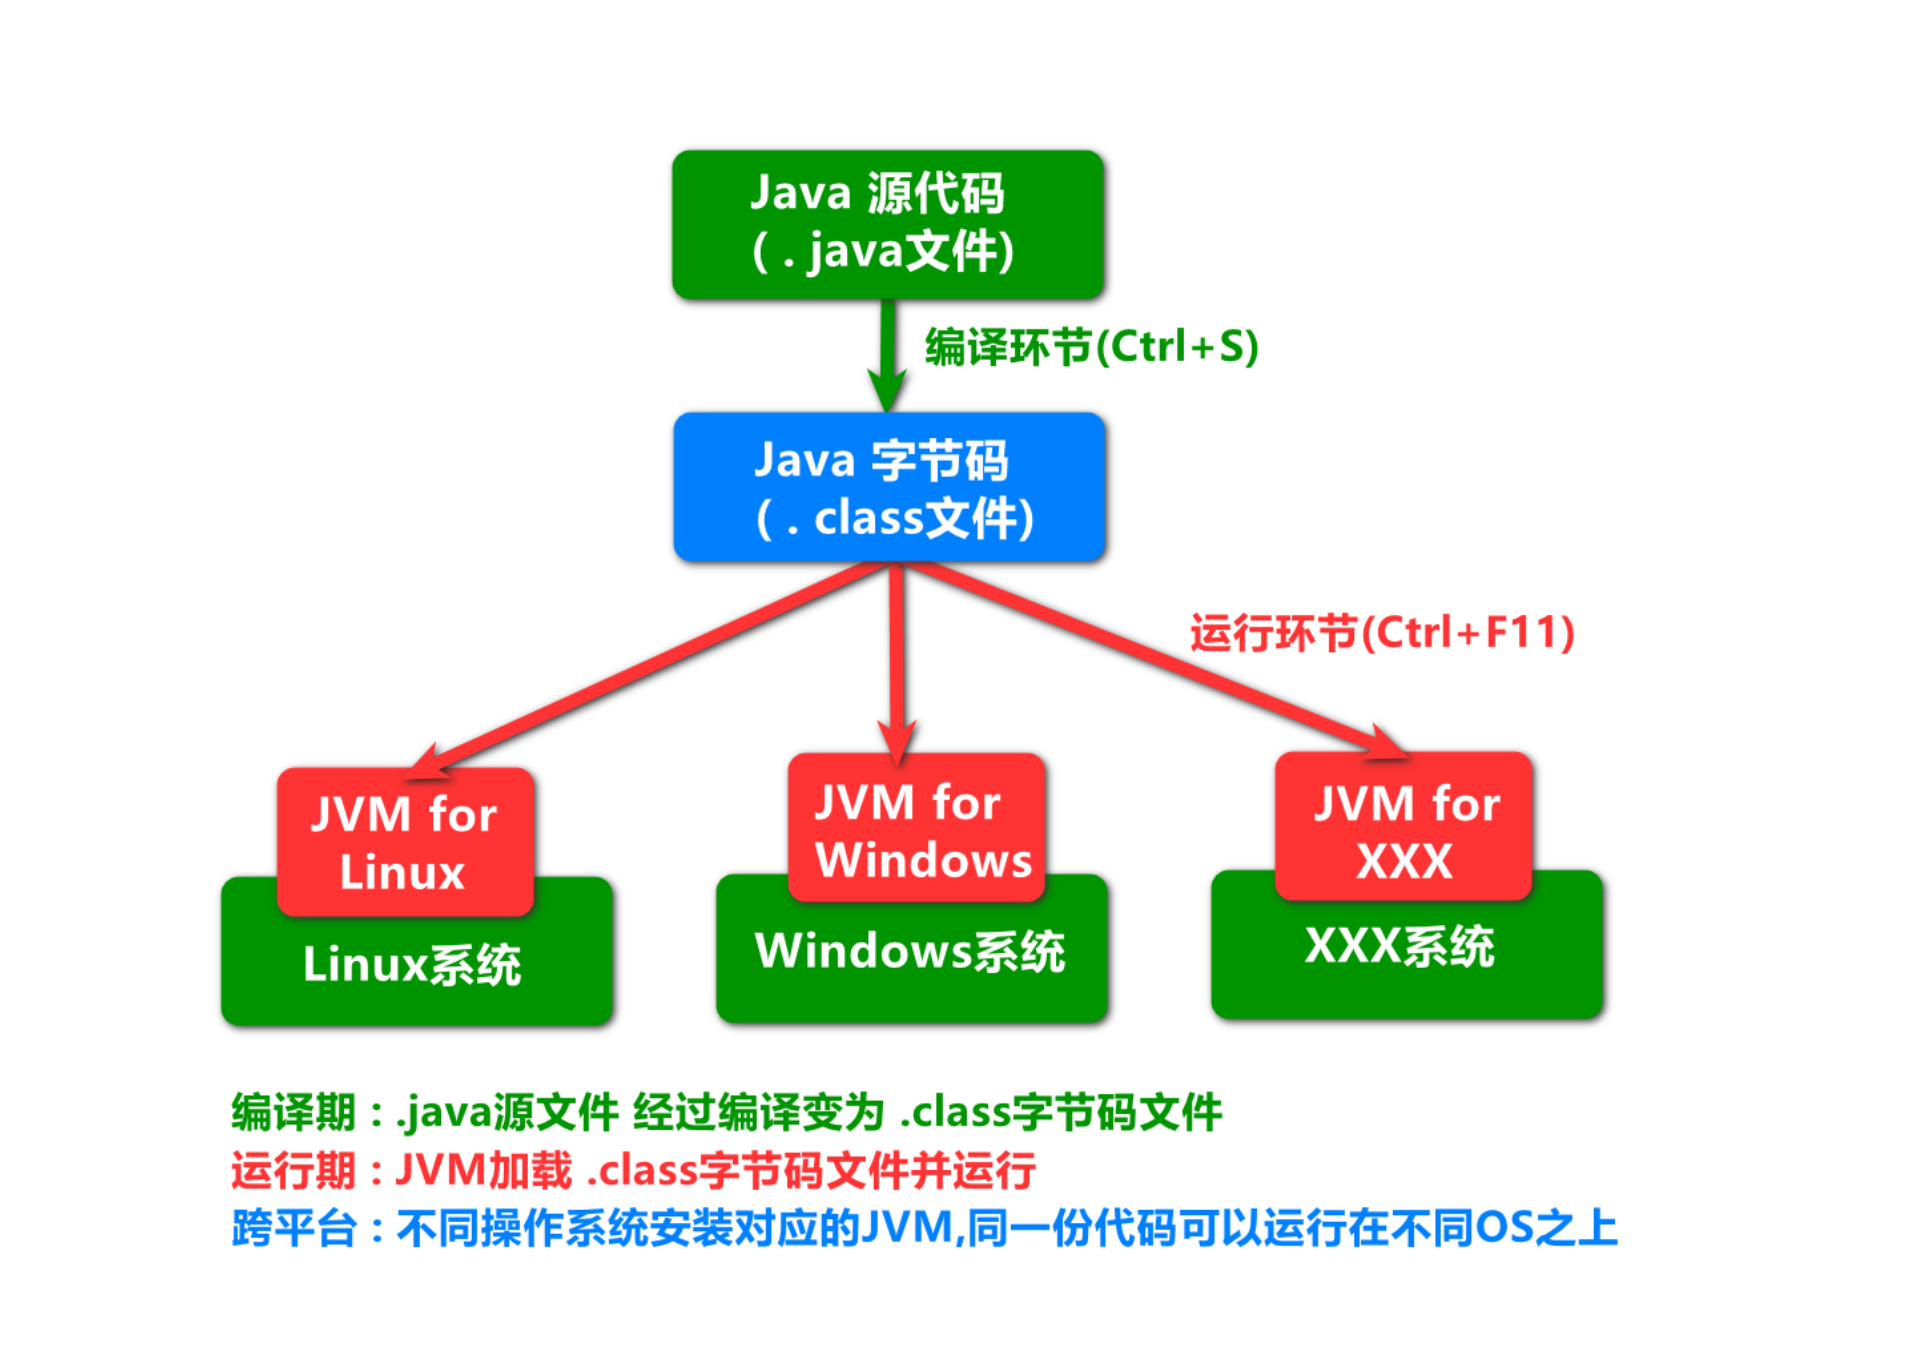 Java 源代码
( . java文件)
编译环节(Ctrl+S)
Java 字节码
( . class文件)
运行环节(Ctrl+F11)
JVM for
Linux
Linux系统
JVM for
Windows
Windows系统
JVM for
XXX
XXX系统
编译期 : .java源文件 经过编译变为 .class字节码文件
运行期 : JVM加载 .class字节码文件并运行
跨平台 : 不同操作系统安装对应的JVM,同一份代码可以运行在不同OS之上